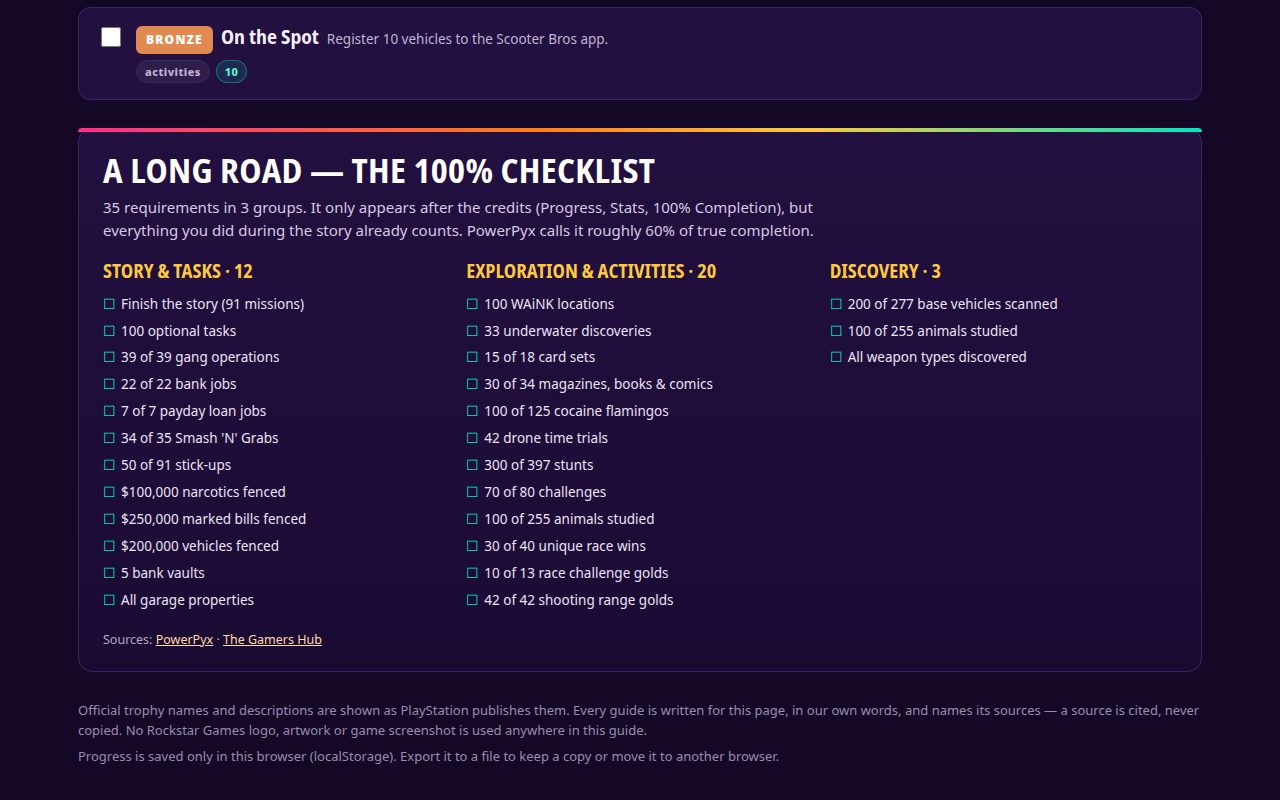 BRONZE On the Spot Register 10 vehicles to the Scooter Bros app.
activities 10
A LONG ROAD — THE 100% CHECKLIST
35 requirements in 3 groups. It only appears after the credits (Progress, Stats, 100% Completion), but
everything you did during the story already counts. PowerPyx calls it roughly 60% of true completion.
STORY & TASKS · 12
☐ Finish the story (91 missions)
☐ 100 optional tasks
☐ 39 of 39 gang operations
☐ 22 of 22 bank jobs
☐ 7 of 7 payday loan jobs
☐ 34 of 35 Smash 'N' Grabs
☐ 50 of 91 stick-ups
☐ $100,000 narcotics fenced
☐ $250,000 marked bills fenced
☐ $200,000 vehicles fenced
☐ 5 bank vaults
☐ All garage properties
EXPLORATION & ACTIVITIES · 20
☐ 100 WAiNK locations
☐ 33 underwater discoveries
☐ 15 of 18 card sets
☐ 30 of 34 magazines, books & comics
☐ 100 of 125 cocaine flamingos
☐ 42 drone time trials
☐ 300 of 397 stunts
☐ 70 of 80 challenges
☐ 100 of 255 animals studied
☐ 30 of 40 unique race wins
☐ 10 of 13 race challenge golds
☐ 42 of 42 shooting range golds
DISCOVERY · 3
☐ 200 of 277 base vehicles scanned
☐ 100 of 255 animals studied
☐ All weapon types discovered
Sources: PowerPyx · The Gamers Hub
Official trophy names and descriptions are shown as PlayStation publishes them. Every guide is written for this page, in our own words, and names its sources — a source is cited, never
copied. No Rockstar Games logo, artwork or game screenshot is used anywhere in this guide.
Progress is saved only in this browser (localStorage). Export it to a file to keep a copy or move it to another browser.